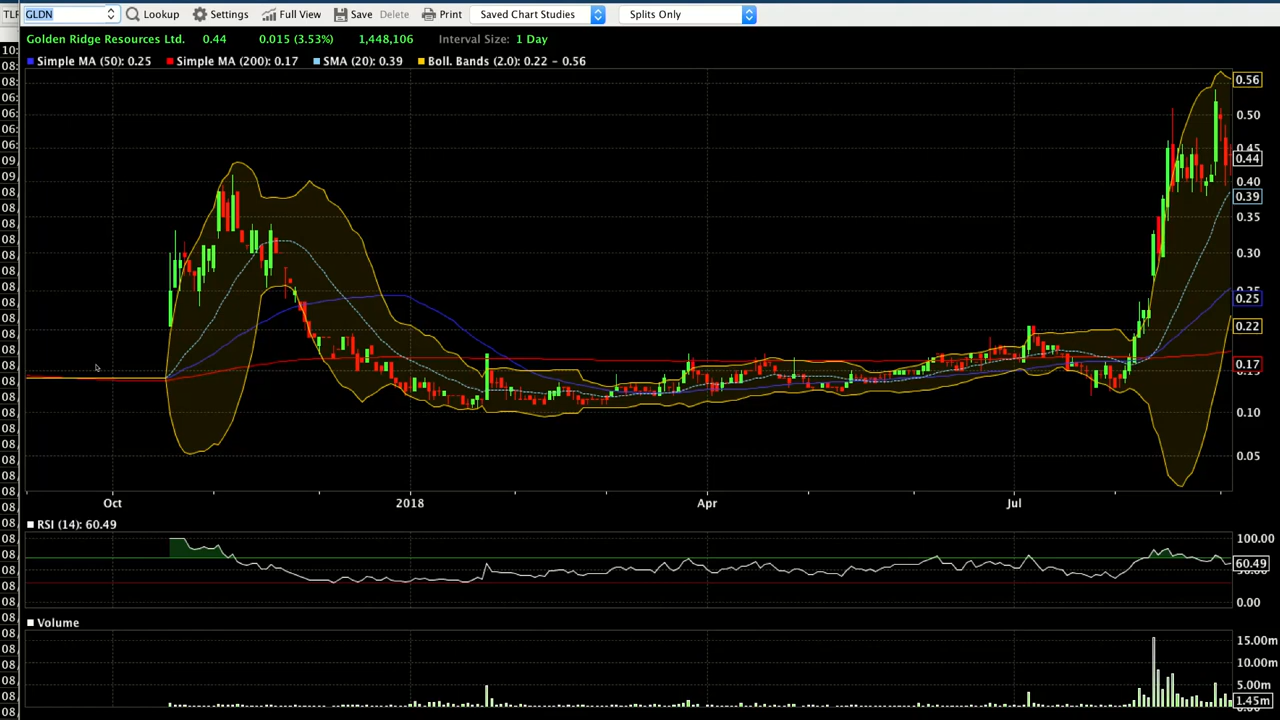 TLF GLDN Lookup Settings Full View Save Delete Print Saved Chart Studies Splits Only
Golden Ridge Resources Ltd. 0.44 0.015 (3.53%) 1,448,106 Interval Size: 1 Day
Simple MA (50): 0.25 Simple MA (200): 0.17 SMA (20): 0.39 Boll. Bands (2.0): 0.22 - 0.56
0.56
0.50
0.45
0.44
0.40
0.39
0.35
0.30
0.25
0.25
0.22
0.17
0.10
0.05
Oct 2018 Apr Jul
RSI (14): 60.49
100.00
60.49
0.00
Volume
15.00m
10.00m
5.00m
1.45m